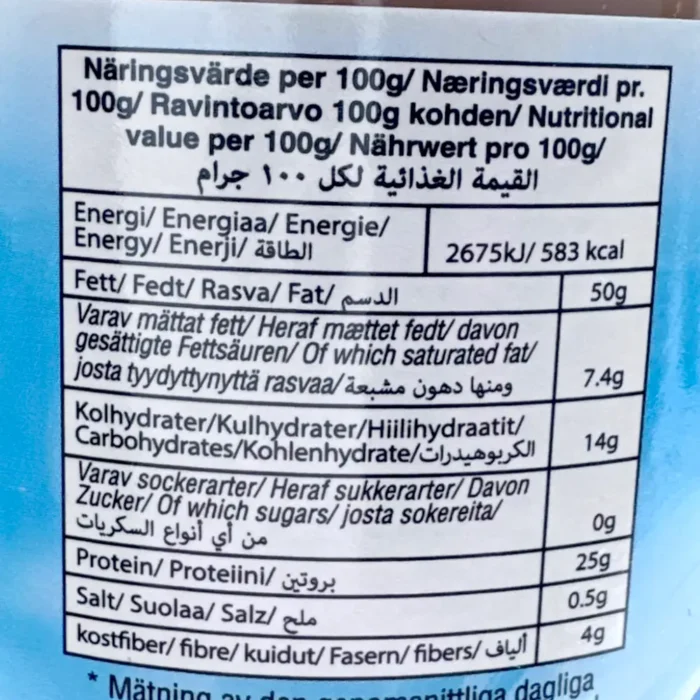 Näringsvärde per 100g/ Næringsværdi pr.
100g/ Ravintoarvo 100g kohden/ Nutritional
value per 100g/ Nährwert pro 100g/
القيمة الغذائية لكل ١٠٠ جرام
Energi/ Energiaa/ Energie/
Energy/ Enerji/ الطاقة
2675kJ/ 583 kcal
Fett/ Fedt/ Rasva/ Fat/ الدسم
50g
Varav mättat fett/ Heraf mættet fedt/ davon
gesättigte Fettsäuren/ Of which saturated fat/
josta tyydyttynyttä rasvaa/ ومنها دهون مشبعة
7.4g
Kolhydrater/Kulhydrater/Hiilihydraatit/
Carbohydrates/Kohlenhydrate/الكربوهيدرات
14g
Varav sockerarter/ Heraf sukkerarter/ Davon
Zucker/ Of which sugars/ josta sokereita/
من أي أنواع السكريات
0g
Protein/ Proteiini/ بروتين
25g
Salt/ Suolaa/ Salz/ ملح
0.5g
kostfiber/ fibre/ kuidut/ Fasern/ fibers/ ألياف
4g
* Mätning av den genomsnittliga dagliga